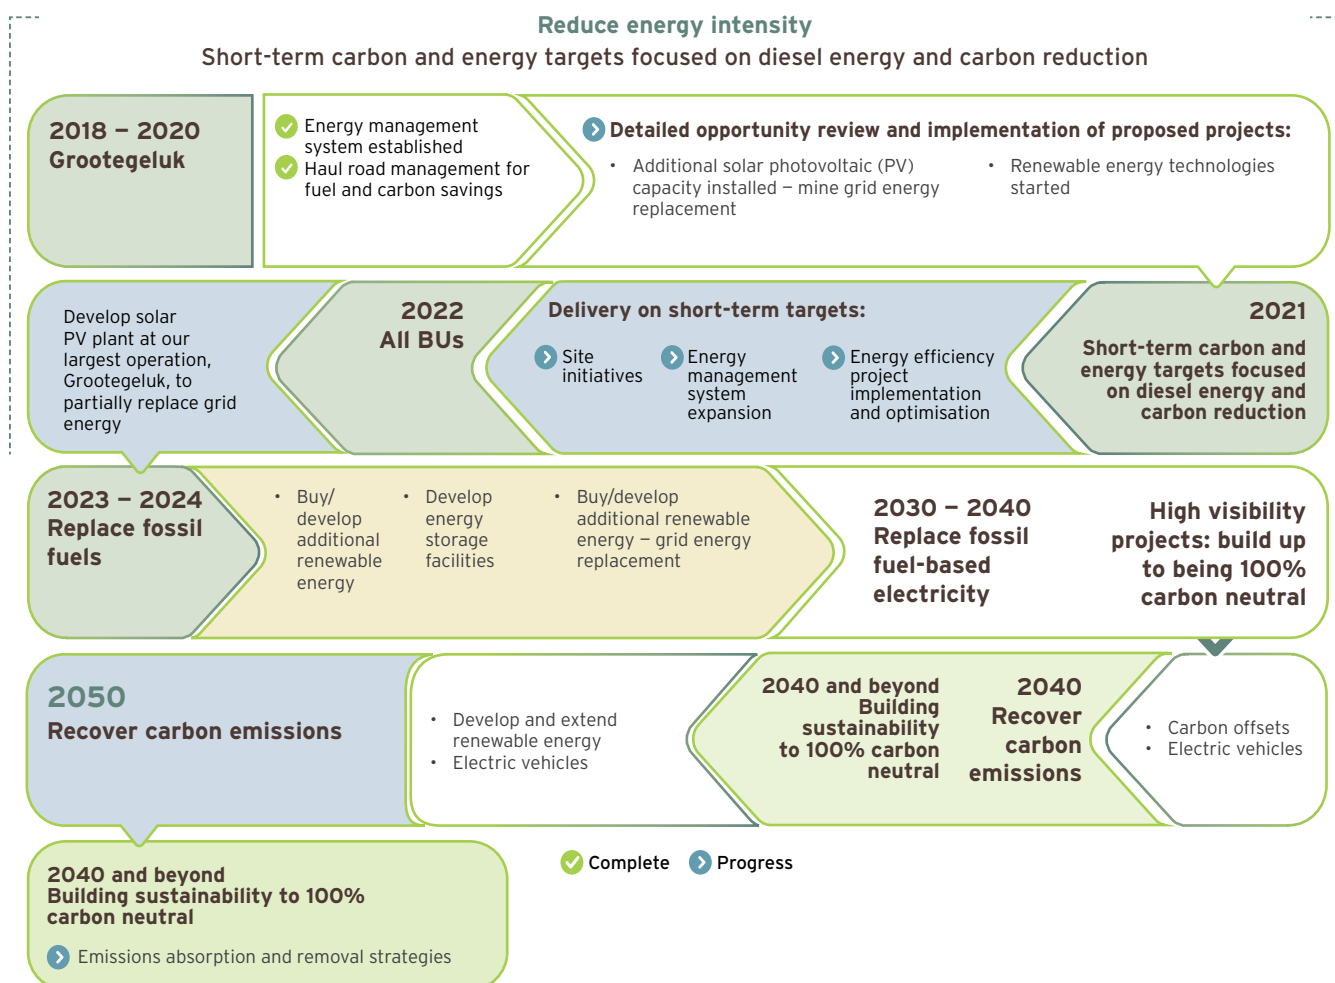 Reduce energy intensity
Short-term carbon and energy targets focused on diesel energy and carbon reduction
2018 – 2020
Grootegeluk
Energy management
system established
Haul road management for
fuel and carbon savings
Detailed opportunity review and implementation of proposed projects:
• Additional solar photovoltaic (PV)
capacity installed – mine grid energy
replacement
• Renewable energy technologies
started
2021
Short-term carbon and
energy targets focused
on diesel energy and
carbon reduction
Delivery on short-term targets:
Site
initiatives
Energy
management
system
expansion
Energy efficiency
project
implementation
and optimisation
2022
All BUs
Develop solar
PV plant at our
largest operation,
Grootegeluk, to
partially replace grid
energy
2023 – 2024
Replace fossil
fuels
• Buy/
develop
additional
renewable
energy
• Develop
energy
storage
facilities
• Buy/develop
additional renewable
energy – grid energy
replacement
2030 – 2040
Replace fossil
fuel-based
electricity
High visibility
projects: build up
to being 100%
carbon neutral
• Carbon offsets
• Electric vehicles
2040
Recover
carbon
emissions
2040 and beyond
Building
sustainability
to 100% carbon
neutral
• Develop and extend
renewable energy
• Electric vehicles
2050
Recover carbon emissions
2040 and beyond
Building sustainability to 100%
carbon neutral
Emissions absorption and removal strategies
Complete
Progress